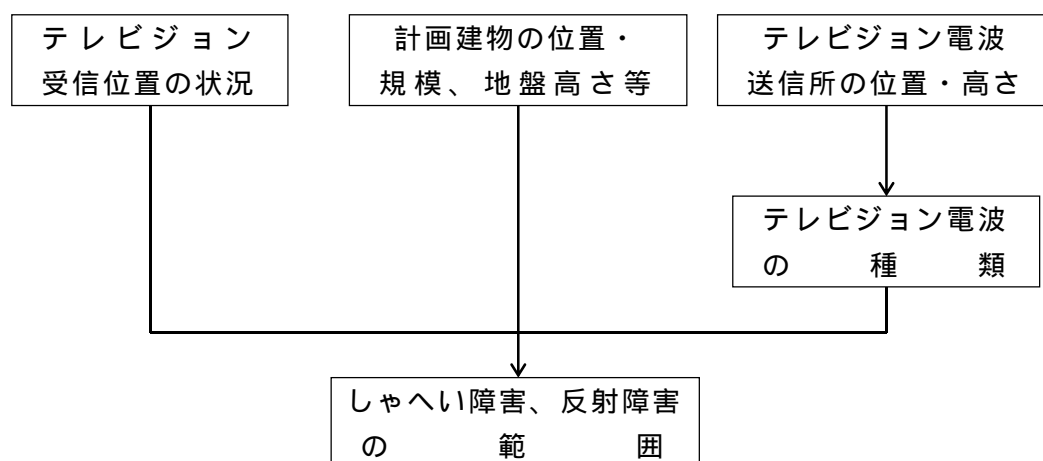 テレビジョン
受信位置の状況
計画建物の位置・
規模、地盤高さ等
テレビジョン電波
送信所の位置・高さ
テレビジョン電波
の種類
しゃへい障害、反射障害
の範囲